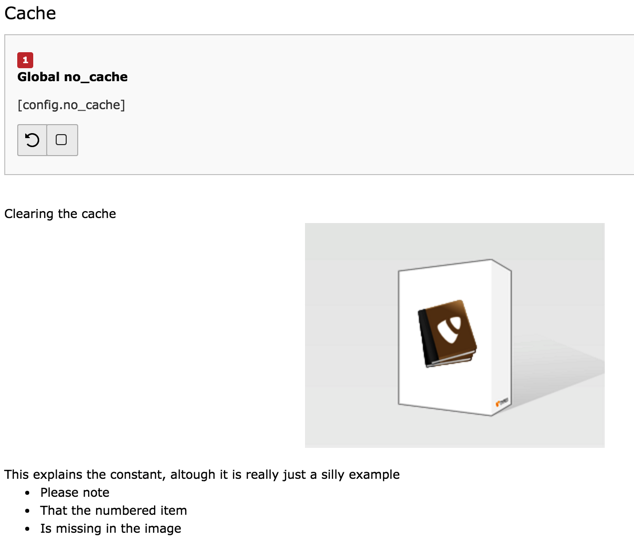 Cache
1
Global no_cache
[config.no_cache]
Clearing the cache
This explains the constant, altough it is really just a silly example
Please note
That the numbered item
Is missing in the image